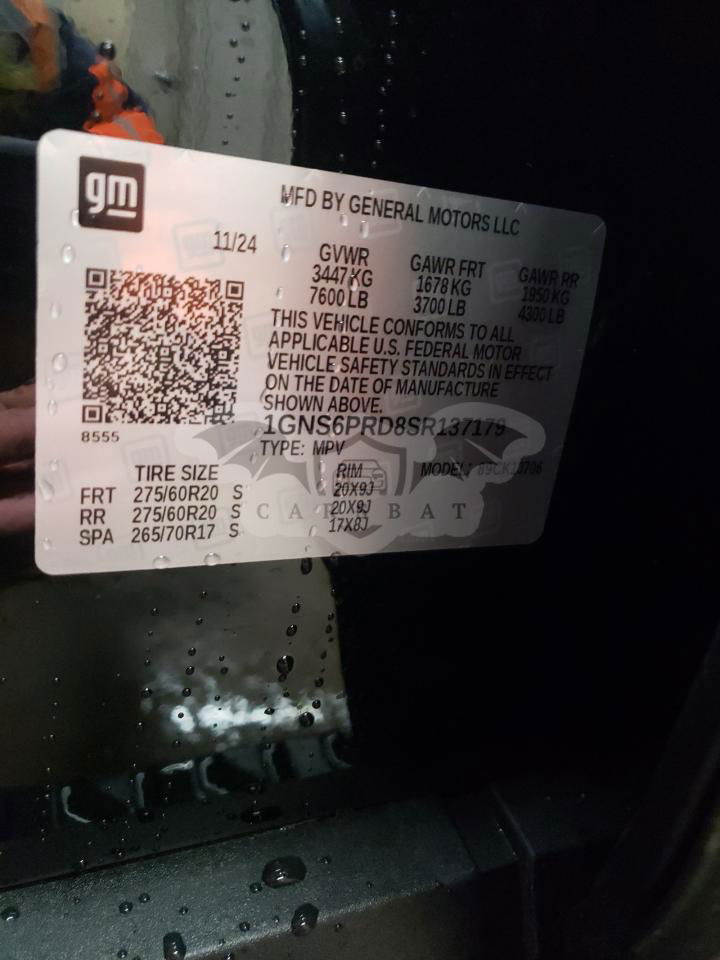 gm
MFD BY GENERAL MOTORS LLC
11/24
GVWR GAWR FRT GAWR RR
3447 KG 1678 KG 1950 KG
7600 LB 3700 LB 4300 LB
THIS VEHICLE CONFORMS TO ALL
APPLICABLE U.S. FEDERAL MOTOR
VEHICLE SAFETY STANDARDS IN EFFECT
ON THE DATE OF MANUFACTURE
SHOWN ABOVE.
8555
1GNS6PRD8SR137179
TYPE: MPV
TIRE SIZE RIM MODEL:
FRT 275/60R20 S 20X9J
RR 275/60R20 S 20X9J
SPA 265/70R17 S 17X8J